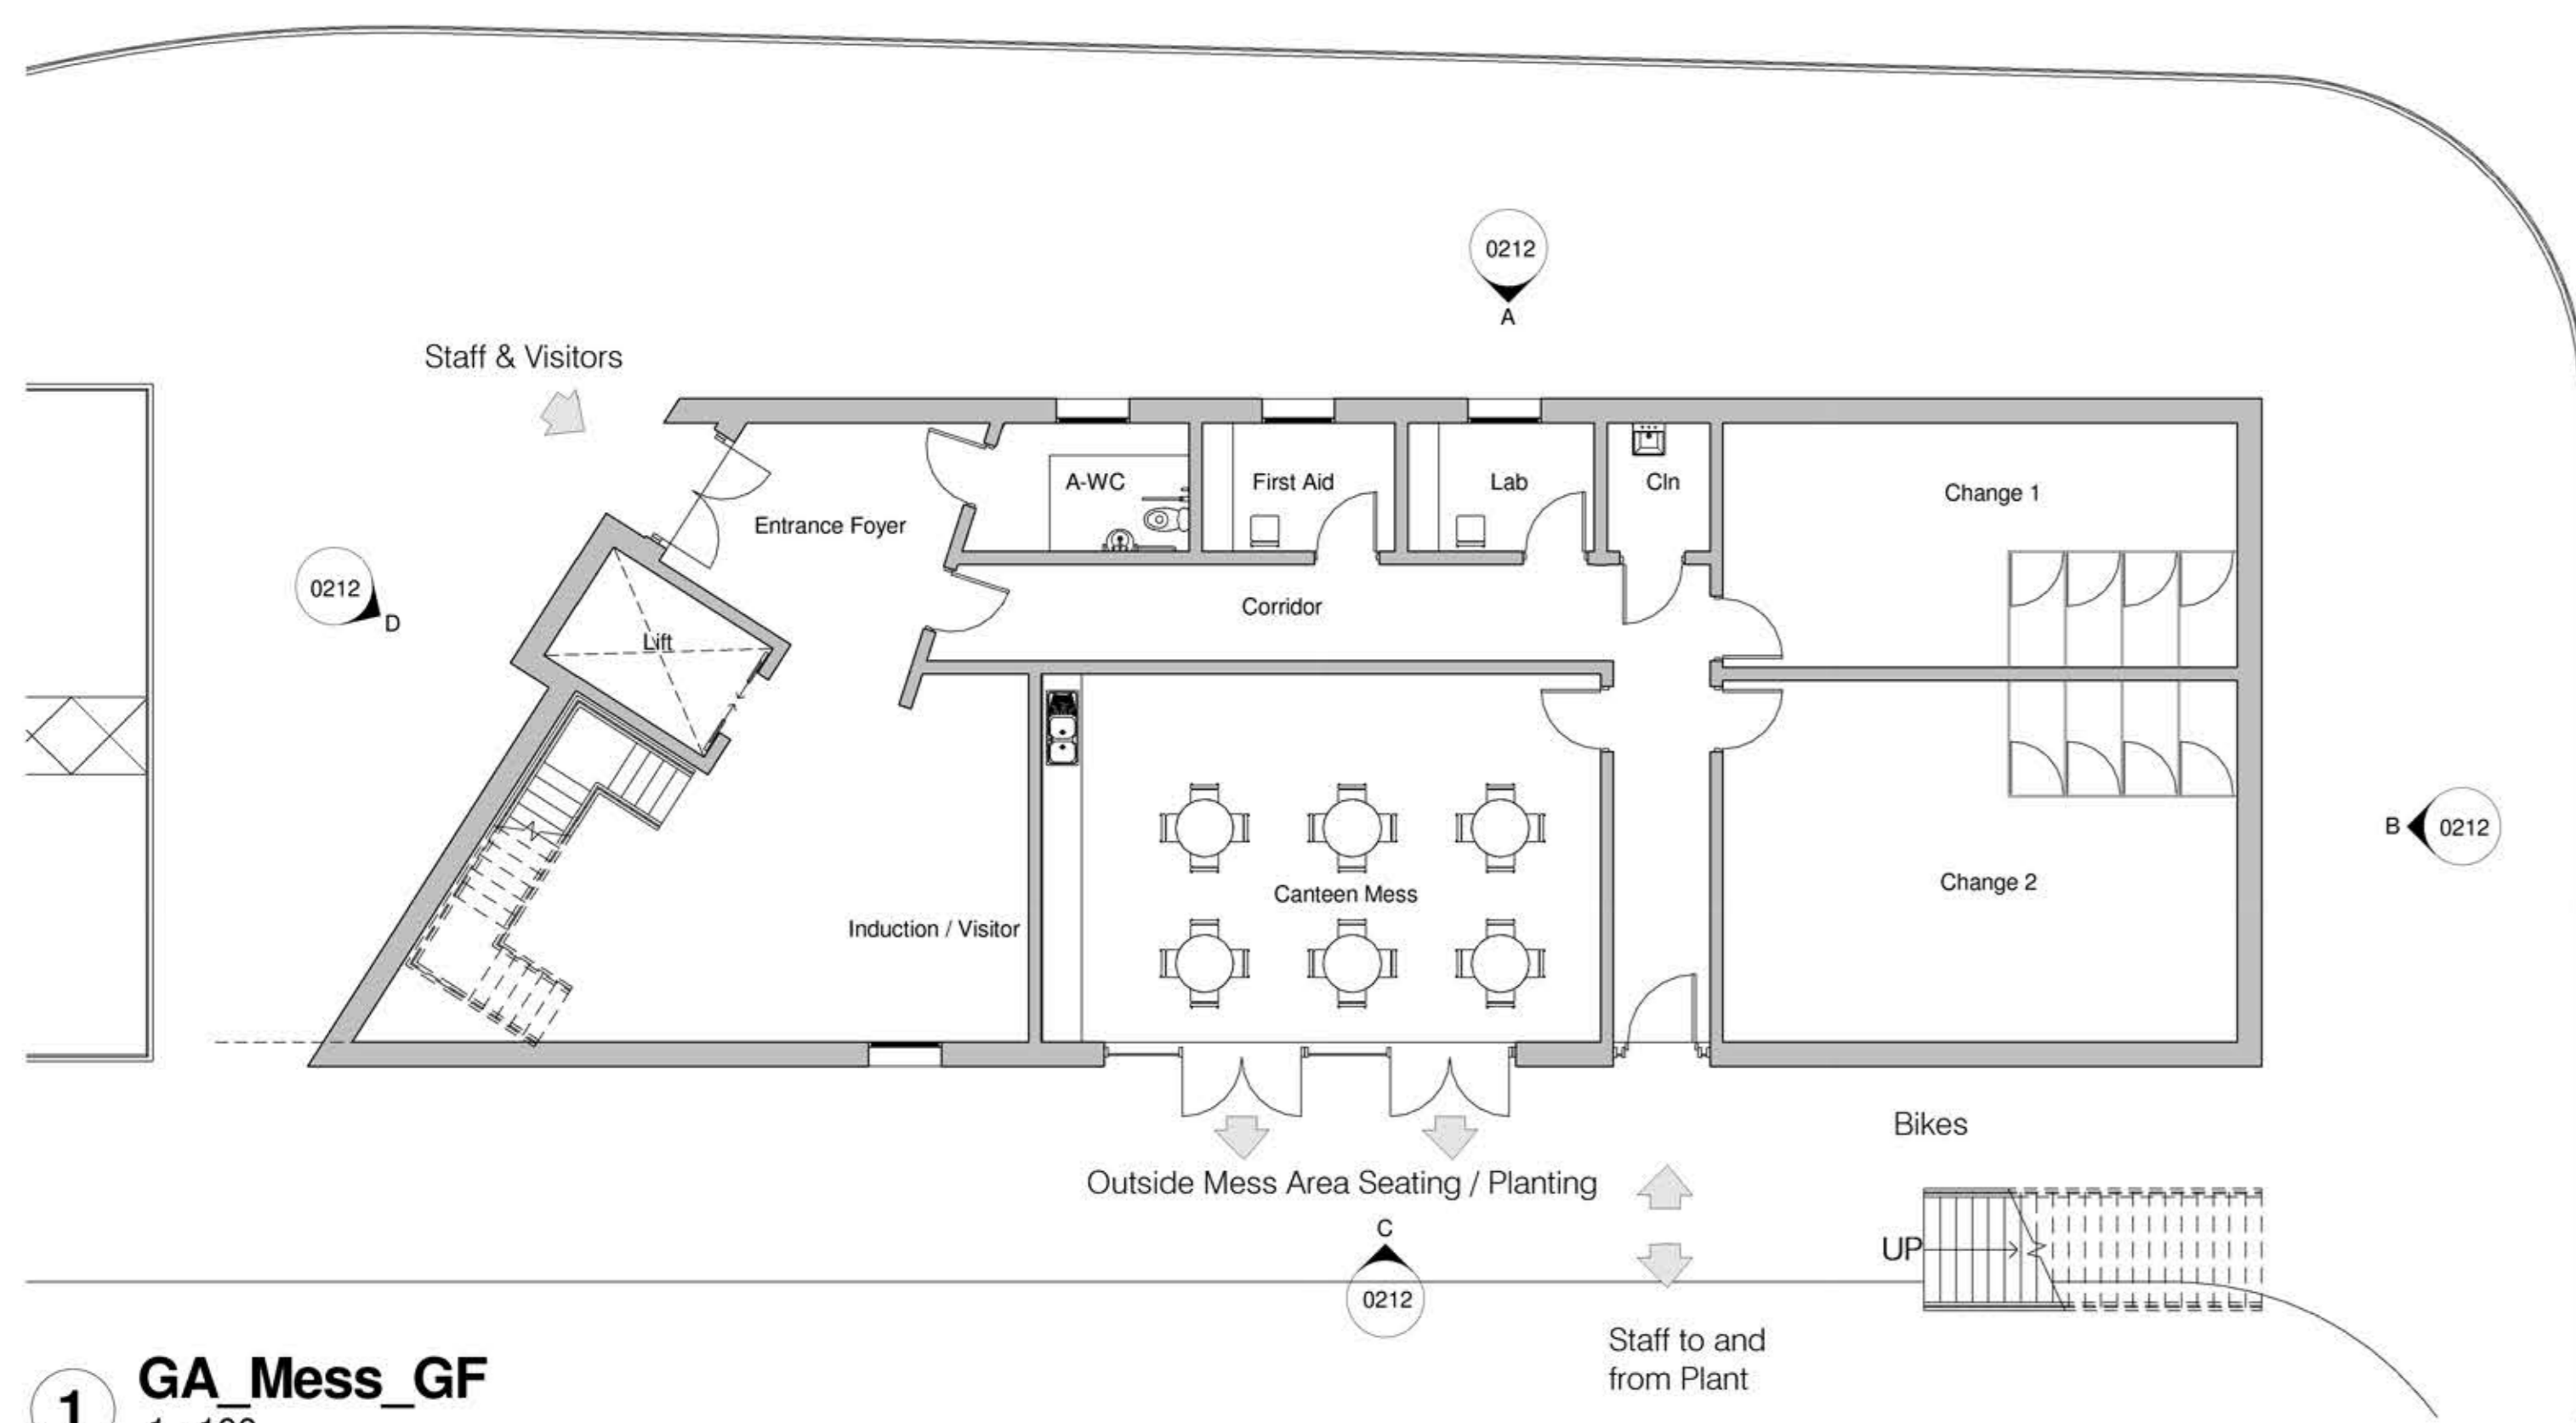 0212
A
Staff & Visitors
A-WC
First Aid
Lab
Cln
Change 1
Entrance Foyer
0212
D
Corridor
Lift
B
0212
Change 2
Canteen Mess
Induction / Visitor
Bikes
Outside Mess Area Seating / Planting
C
0212
UP
Staff to and
from Plant
1
GA_Mess_GF